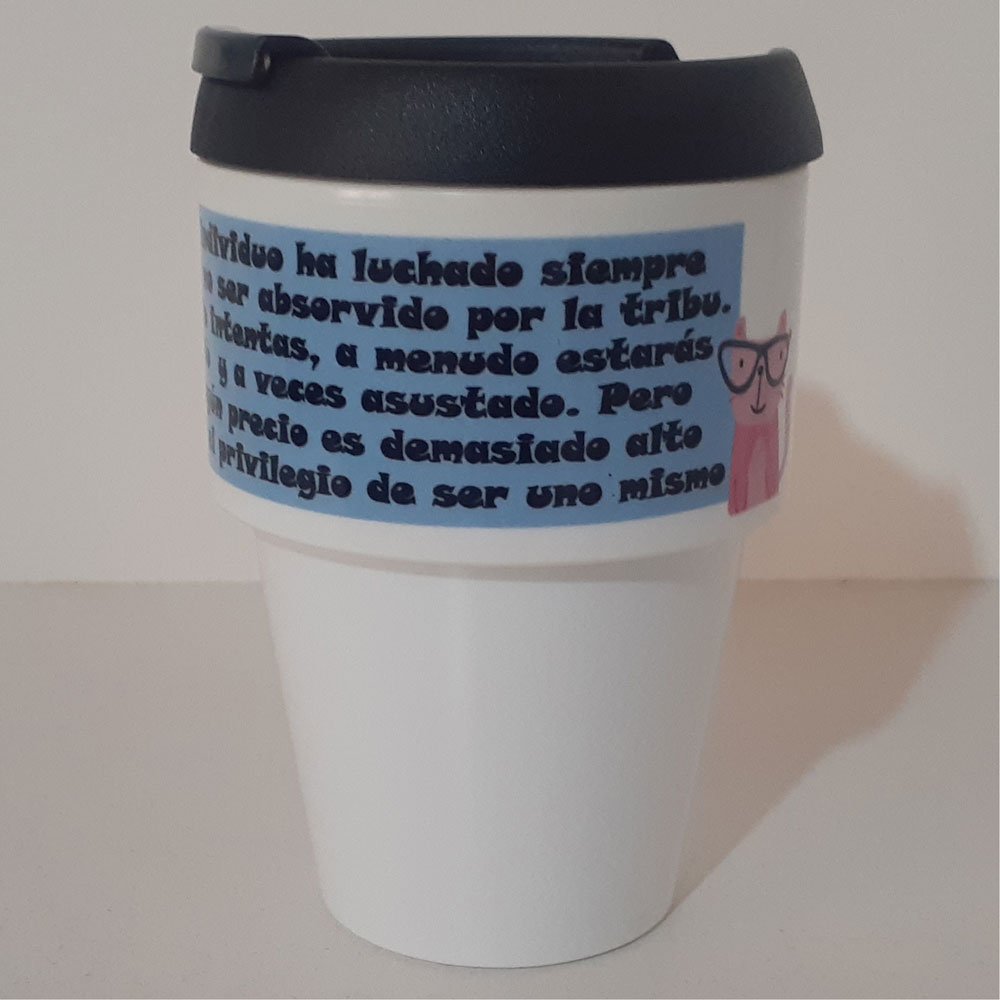 individuo ha luchado siempre
ser absorvido por la tribu.
intentas, a menudo estarás
y a veces asustado. Pero
precio es demasiado alto
privilegio de ser uno mismo